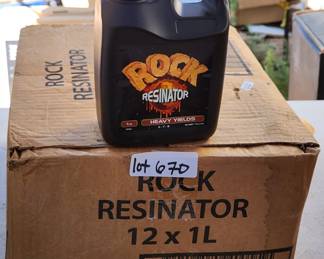 ROCK
RESINATOR
HEAVY YIELDS
ROCK
RESINATOR
lot 670
ROCK
RESINATOR
12 x 1L